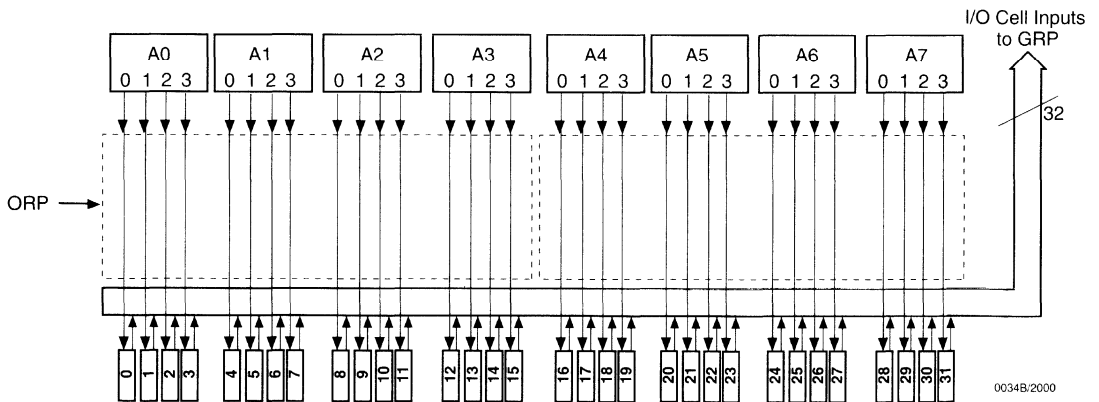 I/O Cell Inputs
to GRP
A0 A1 A2 A3 A4 A5 A6 A7
0 1 2 3 0 1 2 3 0 1 2 3 0 1 2 3 0 1 2 3 0 1 2 3 0 1 2 3 0 1 2 3
32
ORP
0 1 2 3 4 5 6 7 8 9 10 11 12 13 14 15 16 17 18 19 20 21 22 23 24 25 26 27 28 29 30 31
0034B/2000